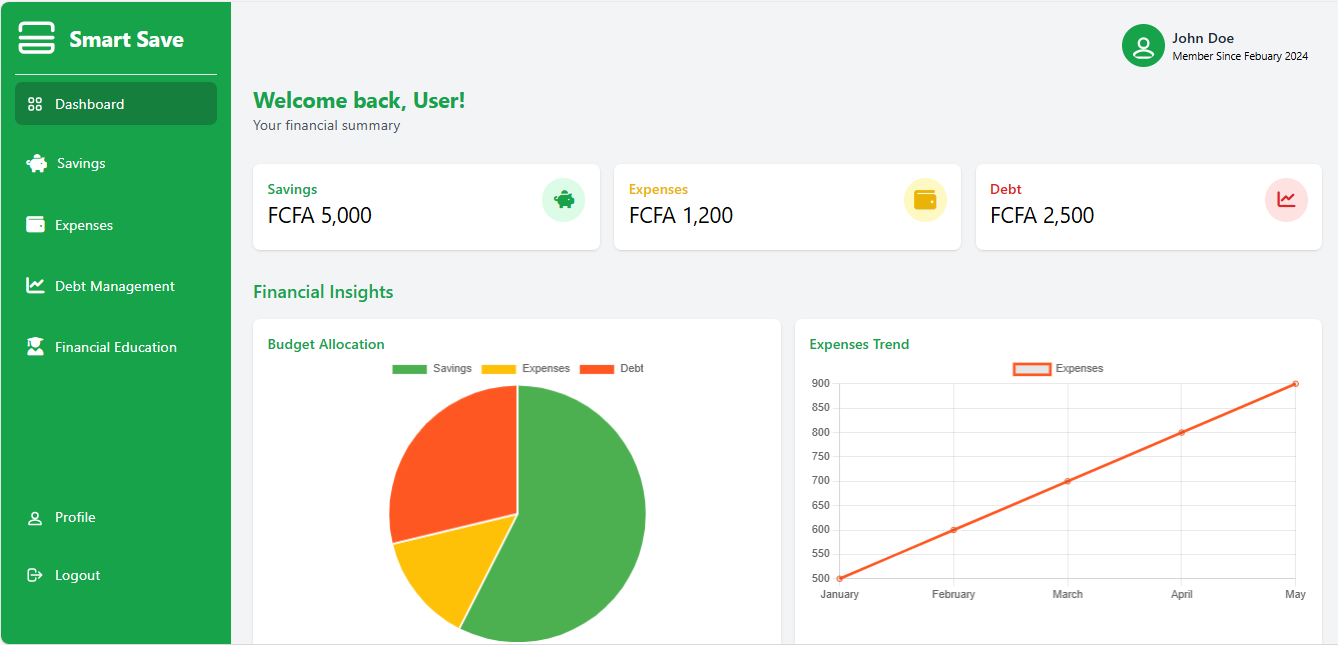 Smart Save
Dashboard
Savings
Expenses
Debt Management
Financial Education
Profile
Logout
John Doe
Member Since Febuary 2024
Welcome back, User!
Your financial summary
Savings
FCFA 5,000
Expenses
FCFA 1,200
Debt
FCFA 2,500
Financial Insights
Budget Allocation
Savings Expenses Debt
Expenses Trend
Expenses
900
850
800
750
700
650
600
550
500
January February March April May